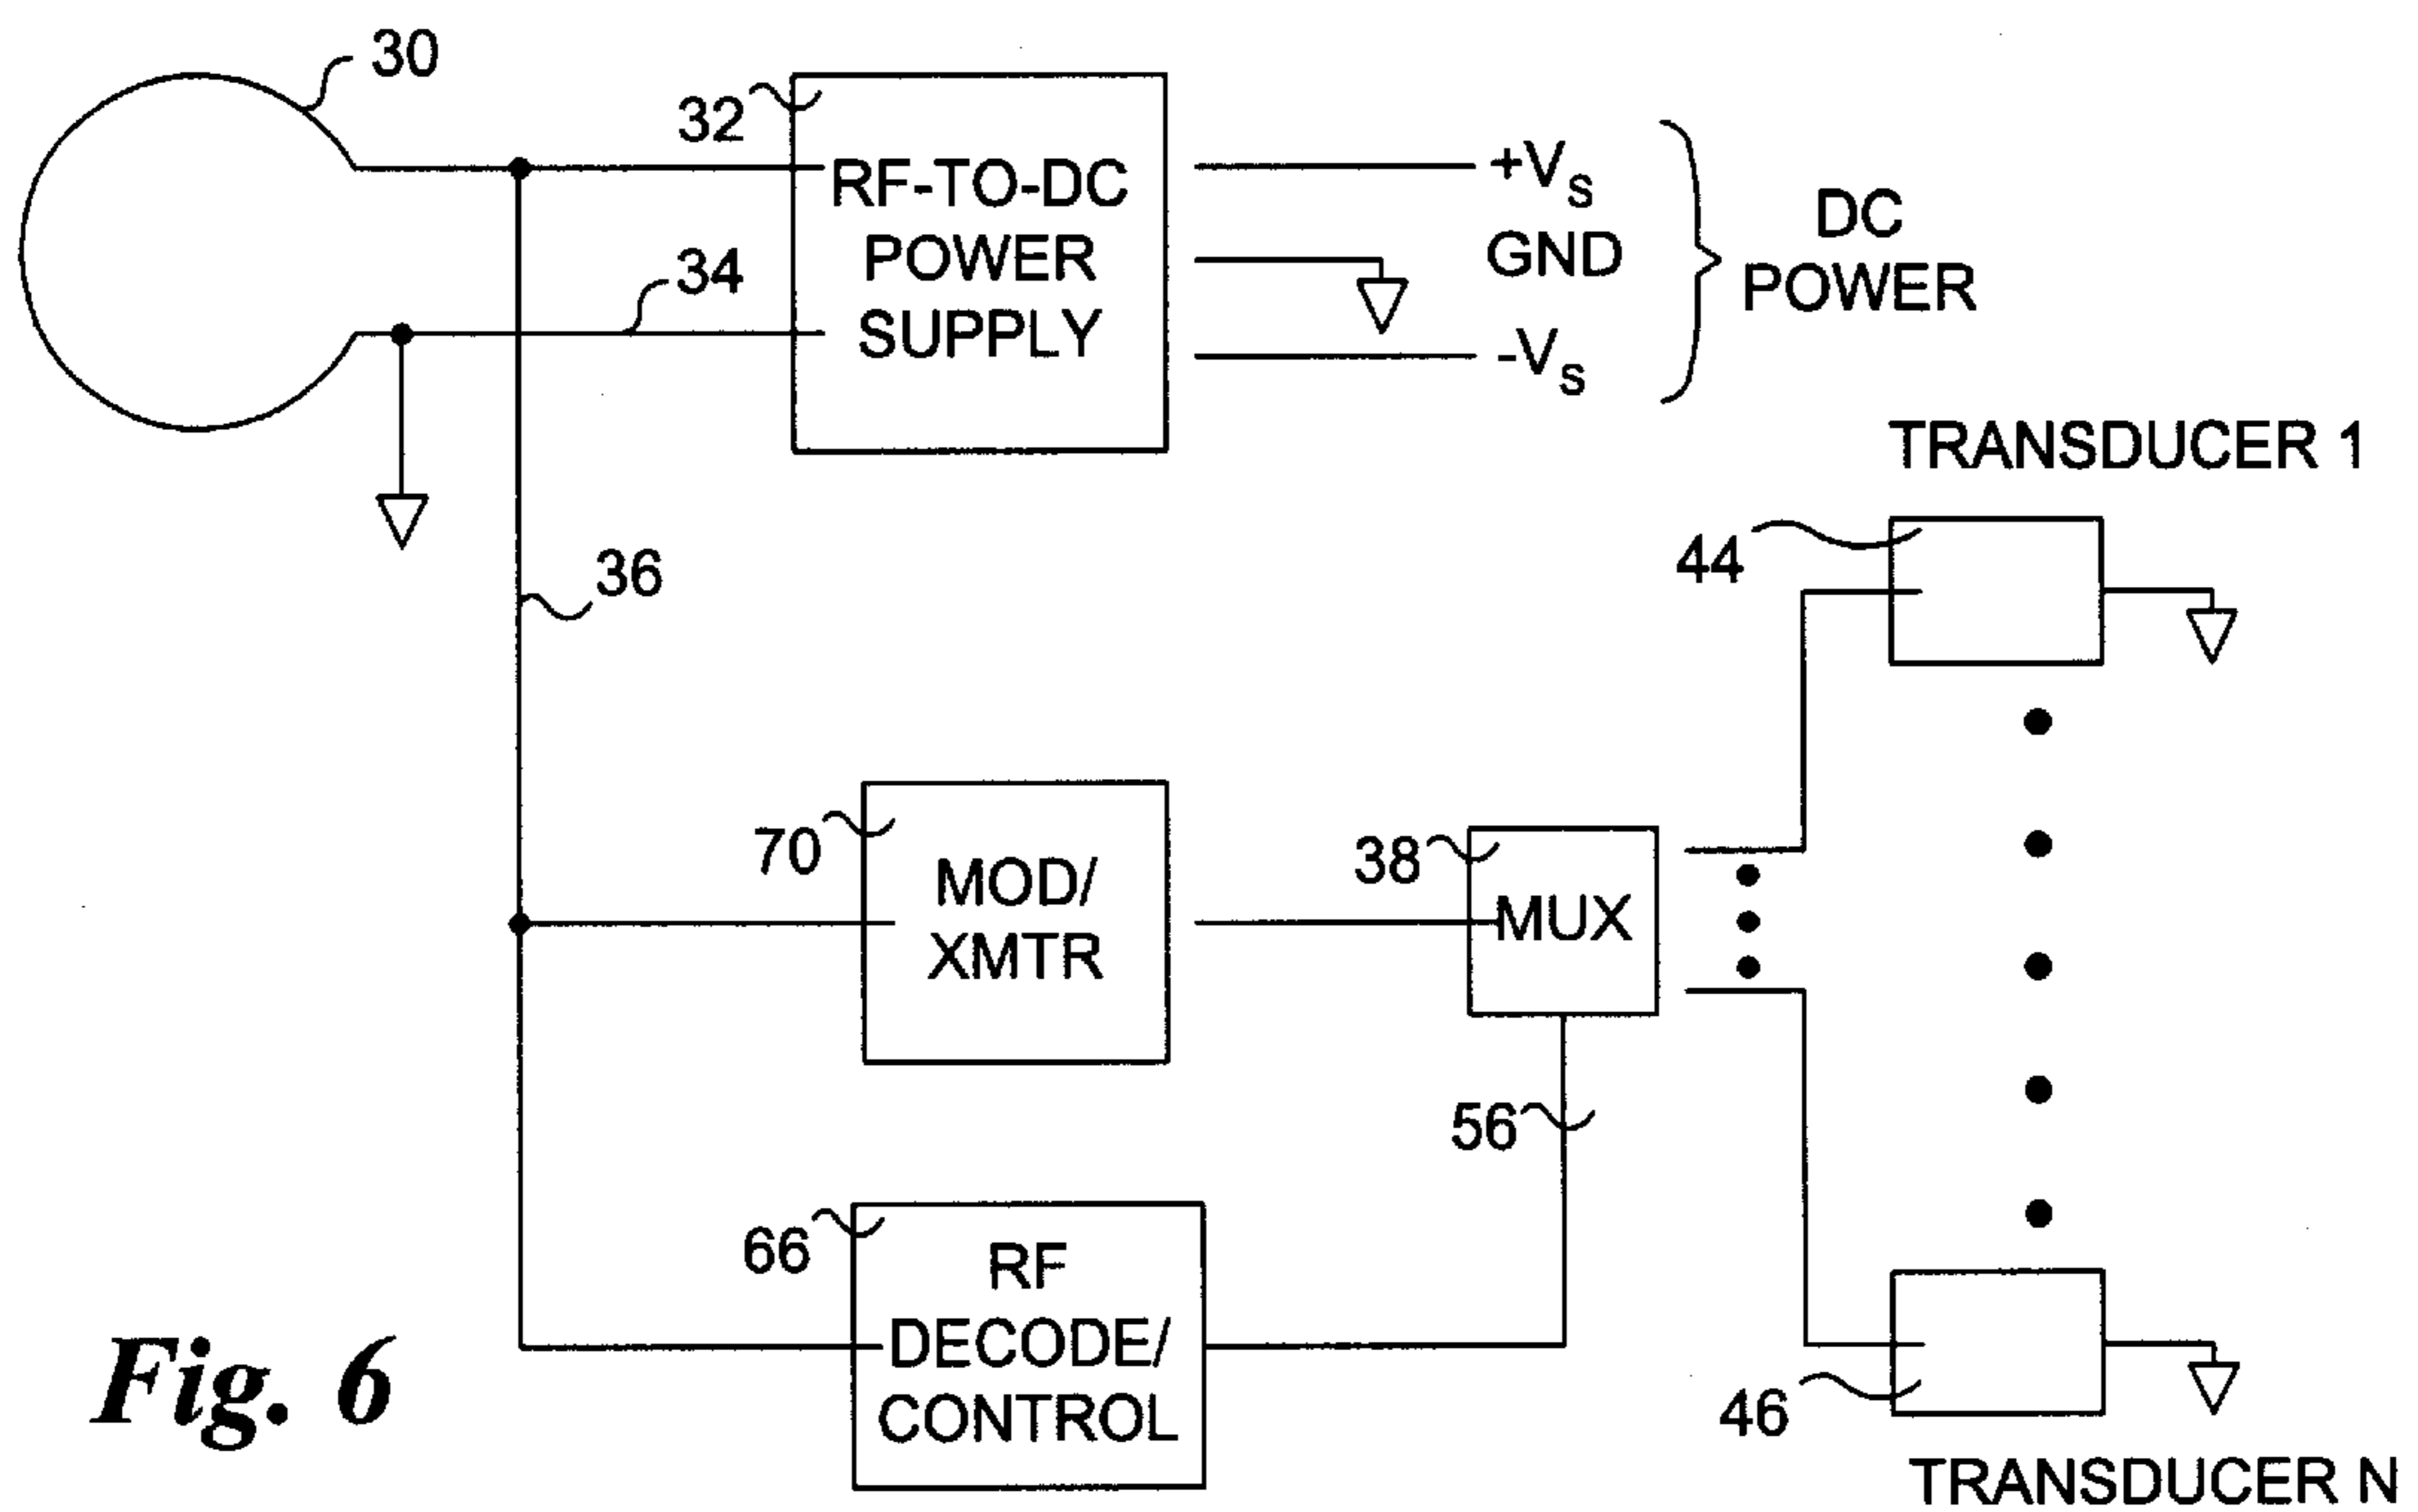 30
32
RF-TO-DC
POWER
SUPPLY
+VS
GND
-VS
DC
POWER
34
TRANSDUCER 1
44
36
70
MOD/
XMTR
38
MUX
56
66
RF
DECODE/
CONTROL
46
TRANSDUCER N
Fig. 6